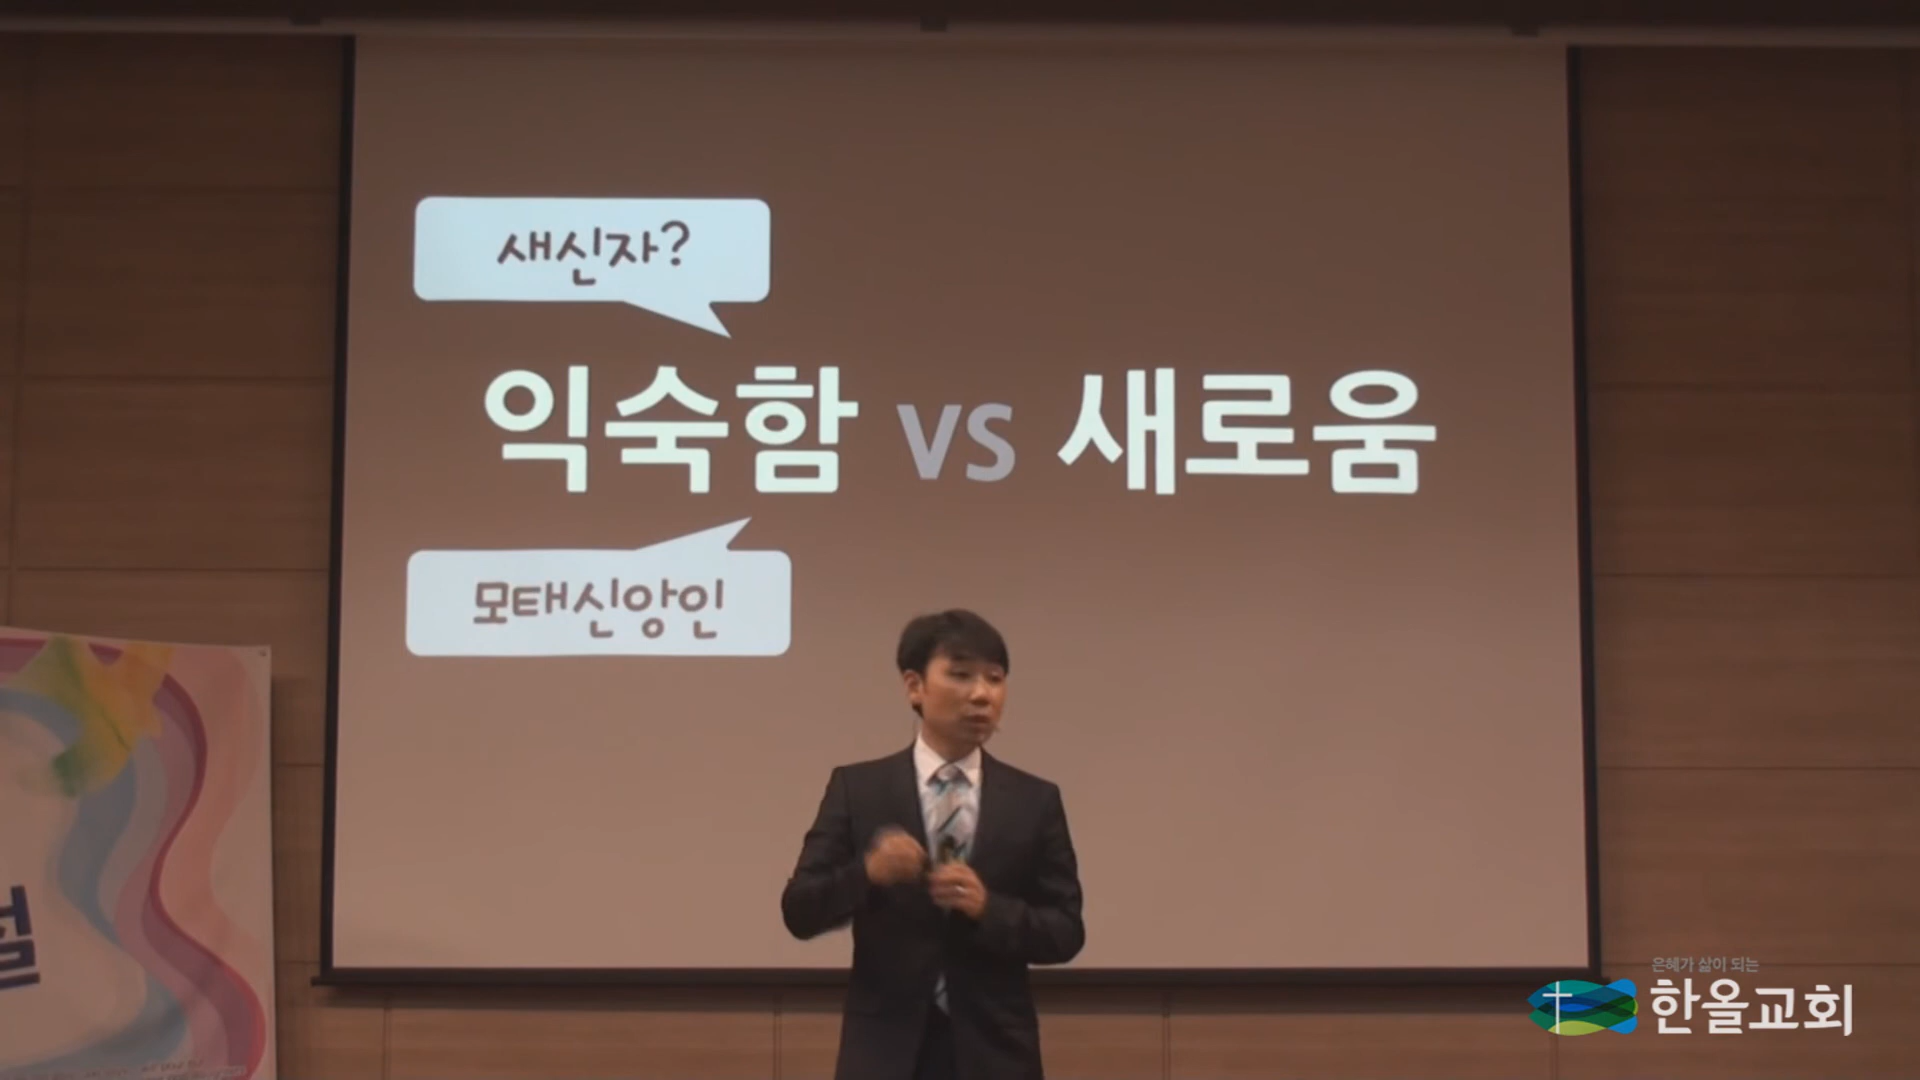 새신자?
익숙함 vs 새로움
모태신앙인
은혜가 삶이 되는
한울교회